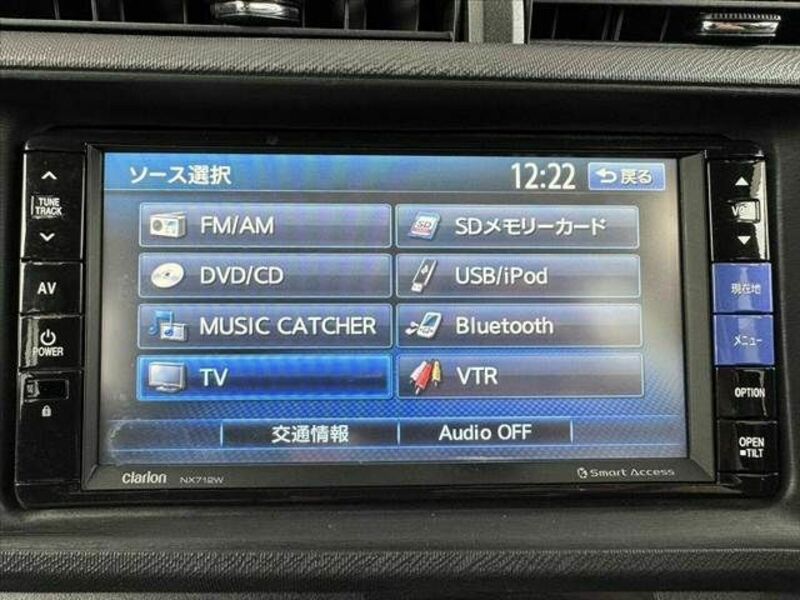 ソース選択 12:22 戻る
FM/AM SDメモリーカード
DVD/CD USB/iPod
MUSIC CATCHER Bluetooth
TV VTR
交通情報 Audio OFF
TUNE
TRACK
AV
POWER
現在地
メニュー
OPTION
OPEN
TILT
clarion NX712W Smart Access